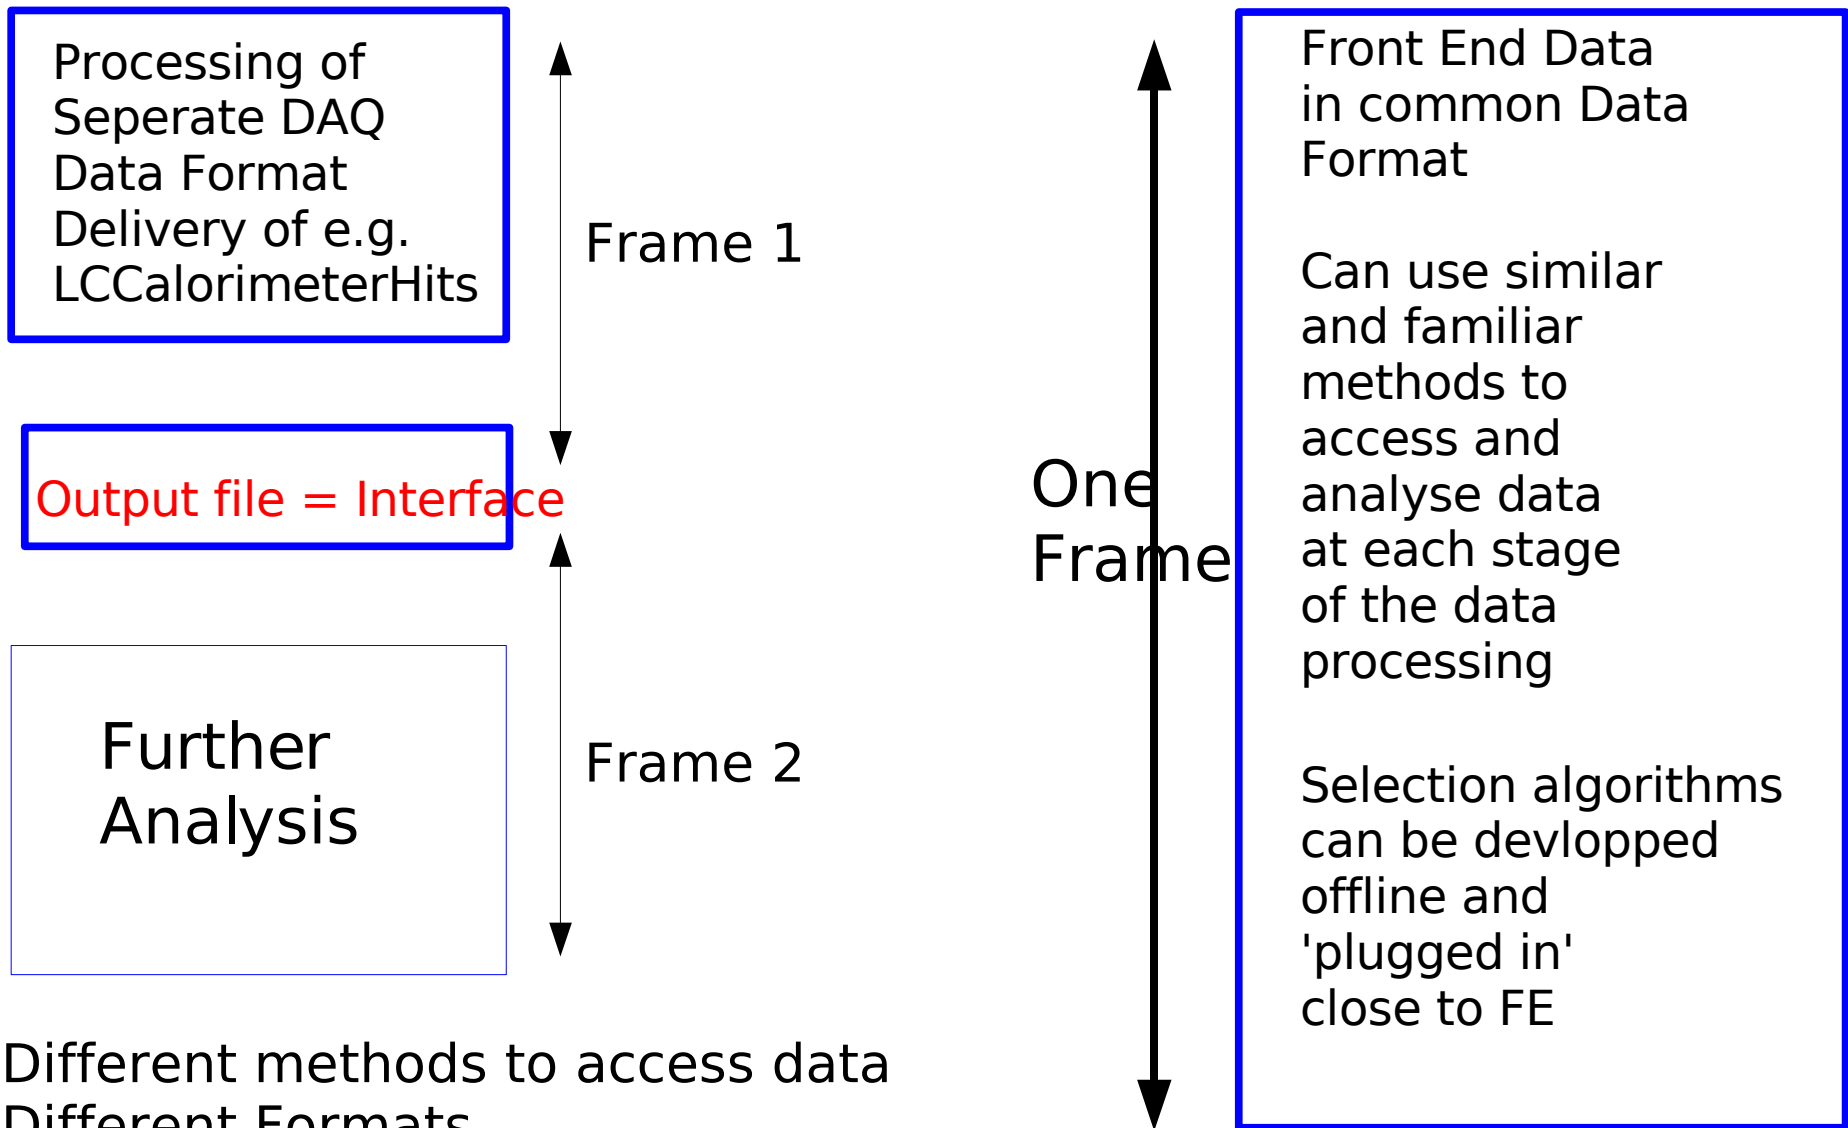 Processing of
Seperate DAQ
Data Format
Delivery of e.g.
LCCalorimeterHits
Frame 1
Output file = Interface
Further
Analysis
Frame 2
Different methods to access data
Different Formats
One
Frame
Front End Data
in common Data
Format
Can use similar
and familiar
methods to
access and
analyse data
at each stage
of the data
processing
Selection algorithms
can be devlopped
offline and
'plugged in'
close to FE